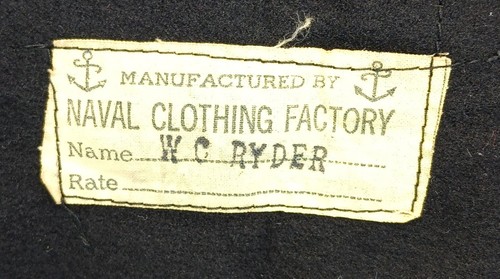 MANUFACTURED BY
NAVAL CLOTHING FACTORY
Name W C RYDER
Rate